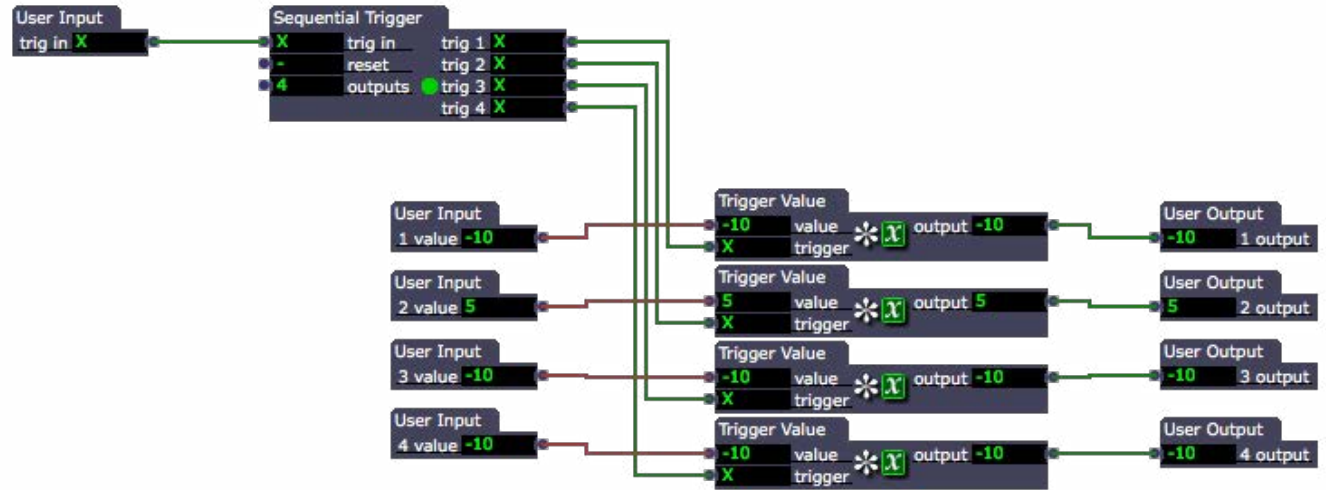 User Input
trig in X
Sequential Trigger
X trig in trig 1 X
- reset trig 2 X
4 outputs trig 3 X
trig 4 X
User Input
1 value -10
User Input
2 value 5
User Input
3 value -10
User Input
4 value -10
Trigger Value
-10 value output -10
X trigger
Trigger Value
5 value output 5
X trigger
Trigger Value
-10 value output -10
X trigger
Trigger Value
-10 value output -10
X trigger
User Output
-10 1 output
User Output
5 2 output
User Output
-10 3 output
User Output
-10 4 output